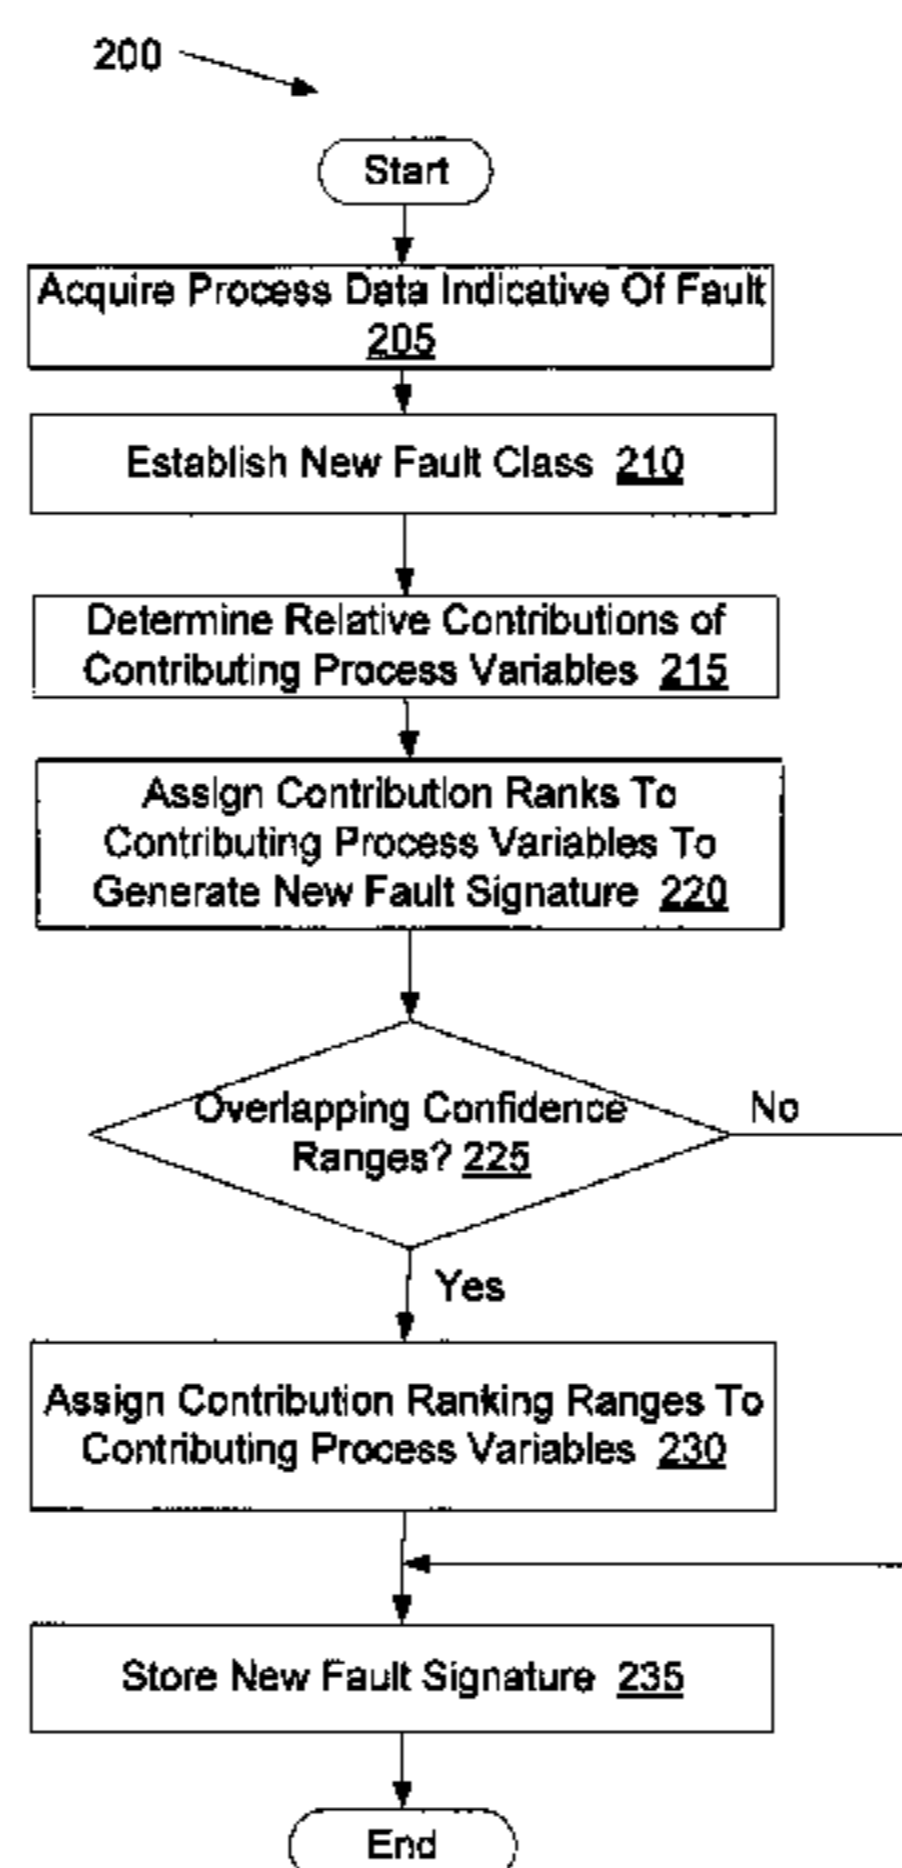 200
Start
Acquire Process Data Indicative Of Fault
205
Establish New Fault Class 210
Determine Relative Contributions of
Contributing Process Variables 215
Assign Contribution Ranks To
Contributing Process Variables To
Generate New Fault Signature 220
Overlapping Confidence
Ranges? 225
No
Yes
Assign Contribution Ranking Ranges To
Contributing Process Variables 230
Store New Fault Signature 235
End